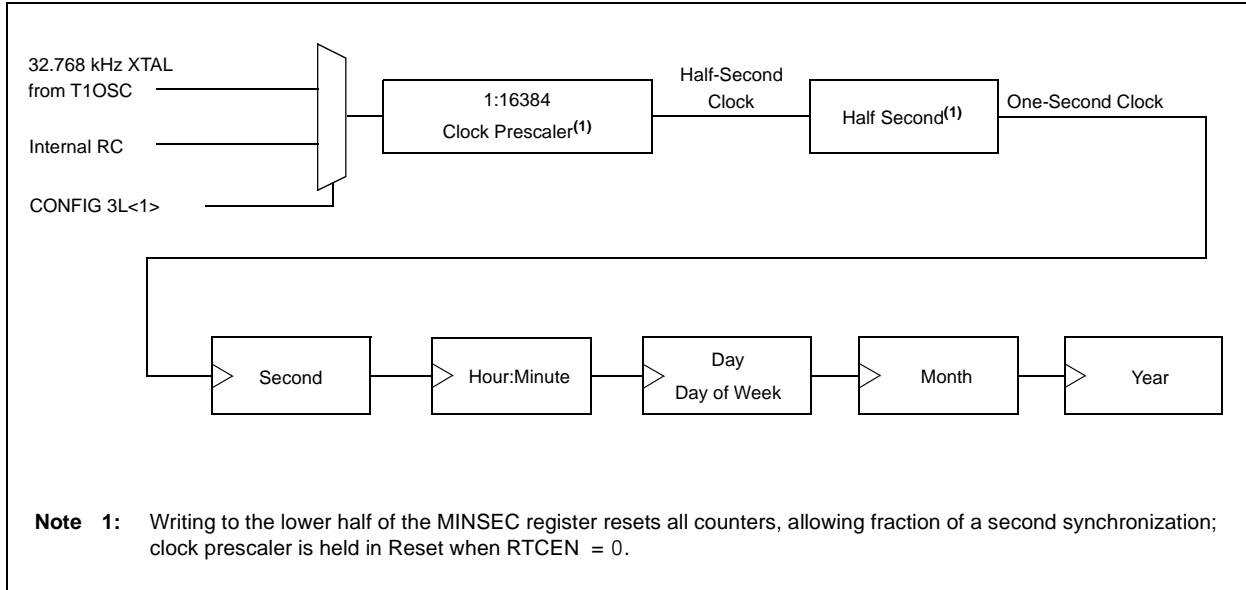 32.768 kHz XTAL
from T1OSC
Internal RC
CONFIG 3L<1>
1:16384
Clock Prescaler(1)
Half-Second
Clock
Half Second(1)
One-Second Clock
Second
Hour:Minute
Day
Day of Week
Month
Year
Note 1: Writing to the lower half of the MINSEC register resets all counters, allowing fraction of a second synchronization;
clock prescaler is held in Reset when RTCEN = 0.